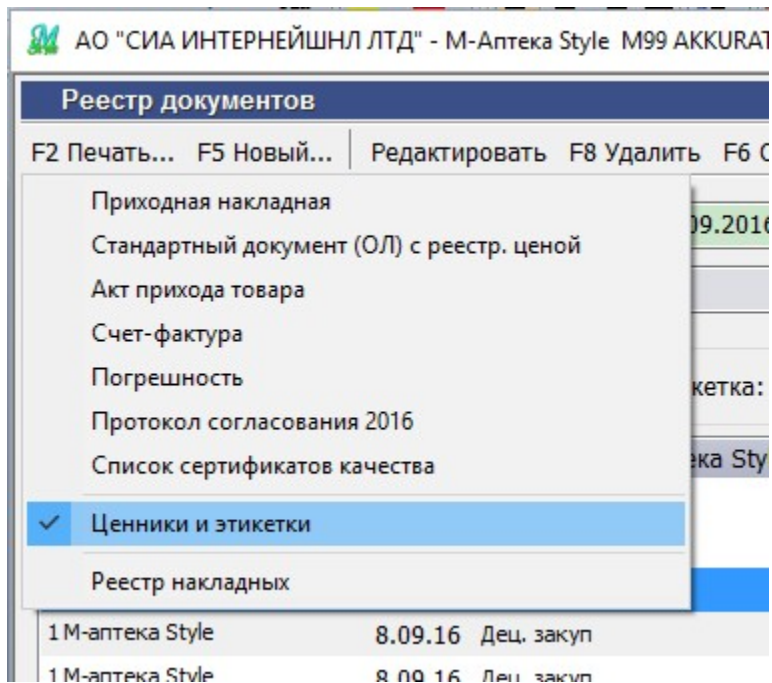 АО "СИА ИНТЕРНЕЙШНЛ ЛТД" - М-Аптека Style М99 AKKURAT
Реестр документов
F2 Печать... F5 Новый... Редактировать F8 Удалить F6
Приходная накладная
09.2016
Стандартный документ (ОЛ) с реестр. ценой
Акт прихода товара
Счет-фактура
Погрешность
кетка:
Протокол согласования 2016
Список сертификатов качества
ека Sty
Ценники и этикетки
Реестр накладных
1 М-аптека Style 8.09.16 Дец. закуп
1 М-аптека Style 8.09.16 Дец. закуп